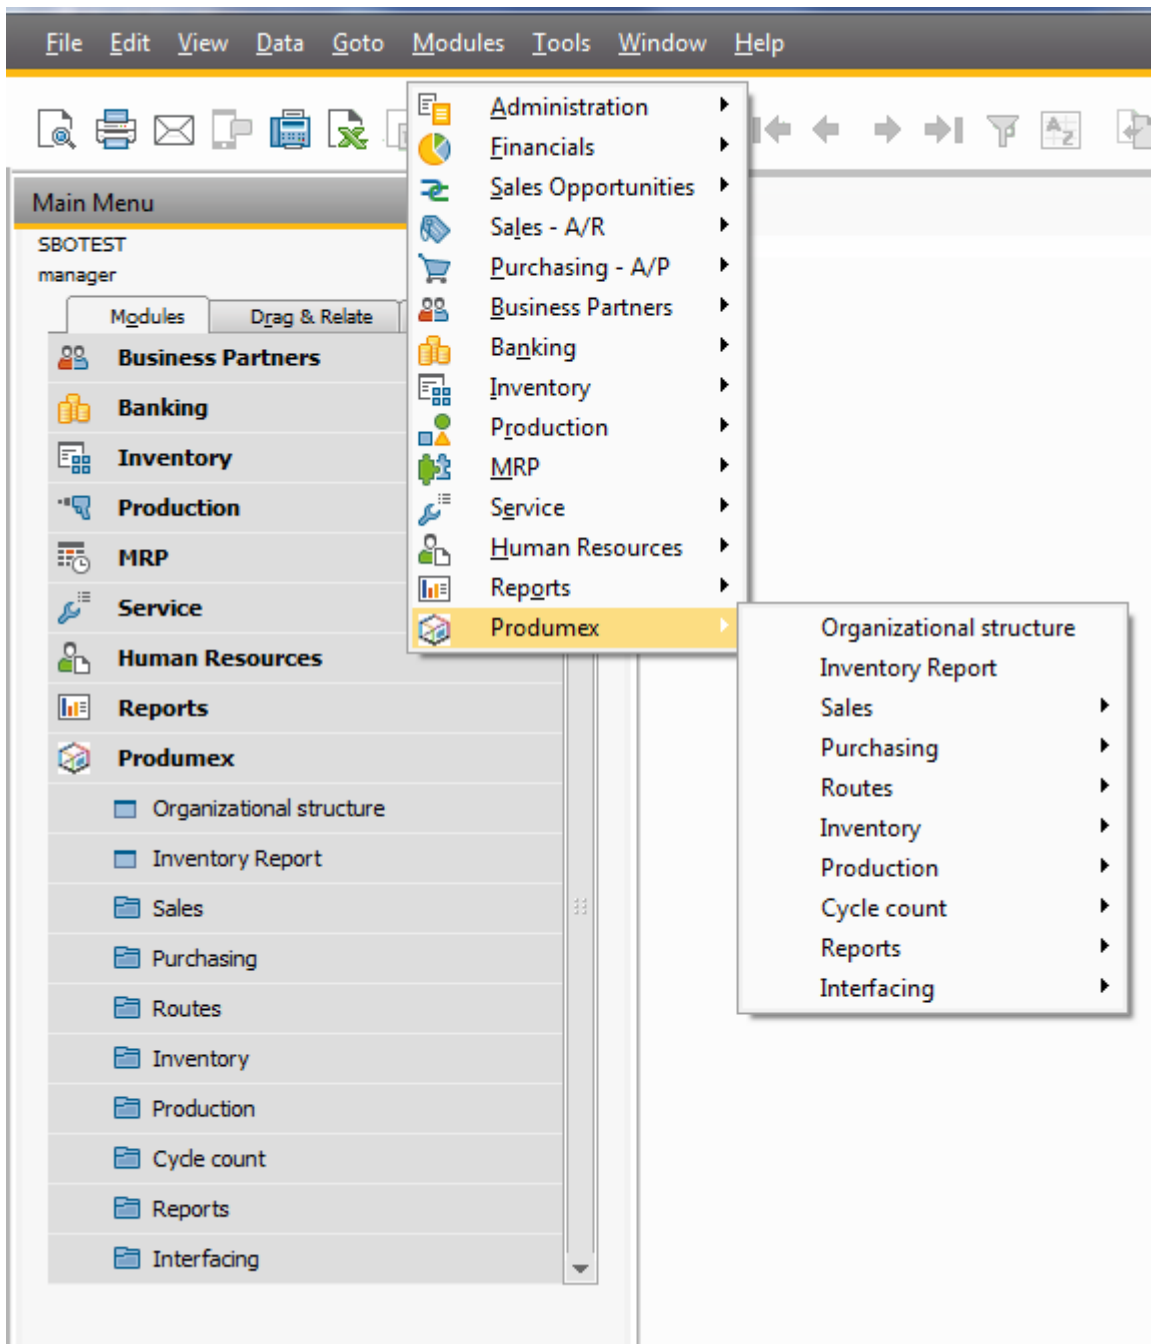 File Edit View Data Goto Modules Tools Window Help
Administration
Financials
Sales Opportunities
Sales - A/R
Purchasing - A/P
Business Partners
Banking
Inventory
Production
MRP
Service
Human Resources
Reports
Produmex
Organizational structure
Inventory Report
Sales
Purchasing
Routes
Inventory
Production
Cycle count
Reports
Interfacing
Main Menu
SBOTEST
manager
Modules Drag & Relate
Business Partners
Banking
Inventory
Production
MRP
Service
Human Resources
Reports
Produmex
Organizational structure
Inventory Report
Sales
Purchasing
Routes
Inventory
Production
Cycle count
Reports
Interfacing